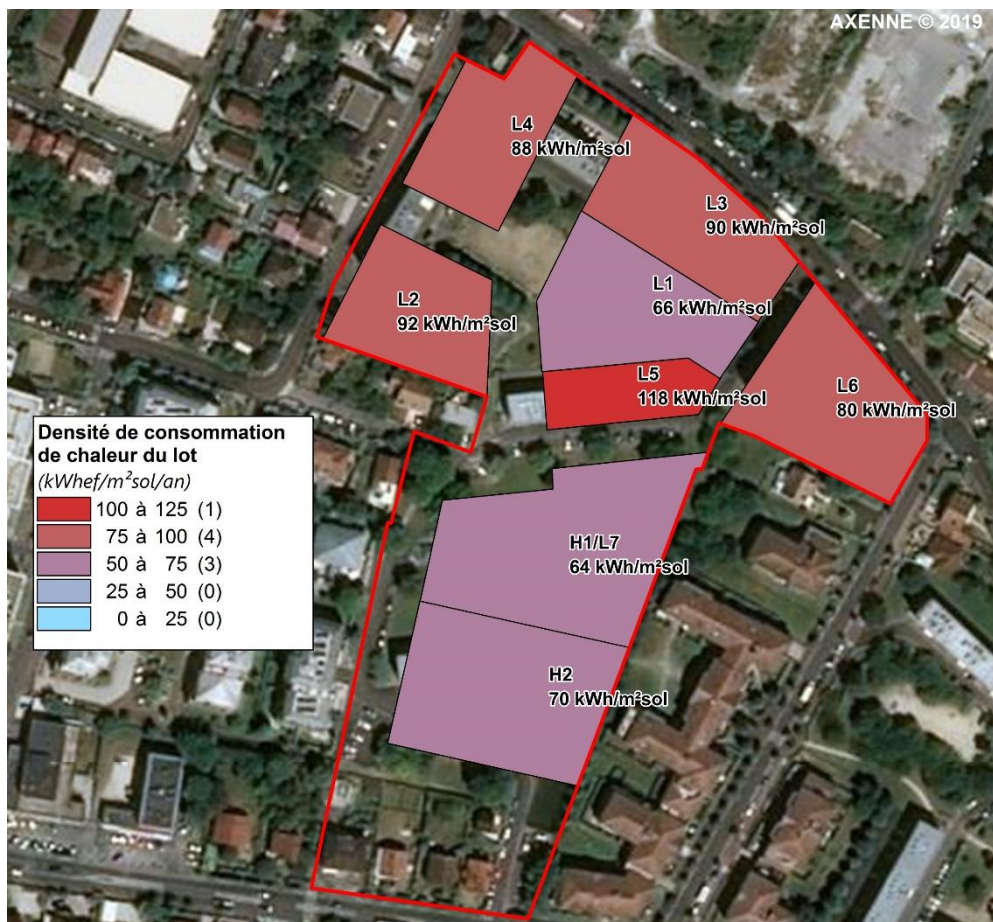 AXENNE © 2019
L4
88 kWh/m²sol
L3
90 kWh/m²sol
L1
66 kWh/m²sol
L2
92 kWh/m²sol
L5
118 kWh/m²sol
L6
80 kWh/m²sol
Densité de consommation
de chaleur du lot
(kWhef/m²sol/an)
100 à 125 (1)
75 à 100 (4)
50 à 75 (3)
25 à 50 (0)
0 à 25 (0)
H1/L7
64 kWh/m²sol
H2
70 kWh/m²sol